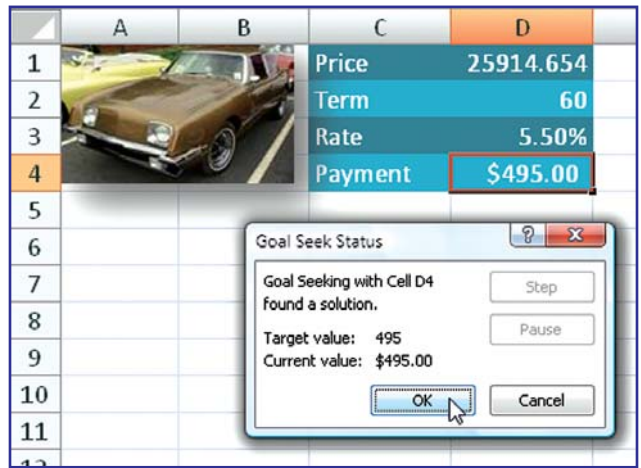 A B C D
1 Price 25914.654
2 Term 60
3 Rate 5.50%
4 Payment $495.00
5
6
Goal Seek Status
7
Goal Seeking with Cell D4
found a solution.
Step
8
Pause
Target value: 495
9
Current value: $495.00
10
OK Cancel
11